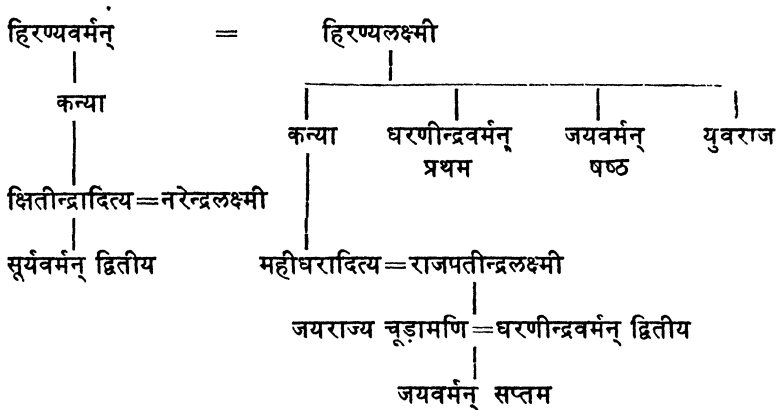 हिरण्यवर्मन् = हिरण्यलक्ष्मी
कन्या
कन्या धरणीन्द्रवर्मन् जयवर्मन् युवराज
प्रथम षष्ठ
क्षितीन्द्रादित्य=नरेन्द्रलक्ष्मी
सूर्यवर्मन् द्वितीय महीधरादित्य=राजपतीन्द्रलक्ष्मी
जयराज्य चूड़ामणि=धरणीन्द्रवर्मन् द्वितीय
जयवर्मन् सप्तम